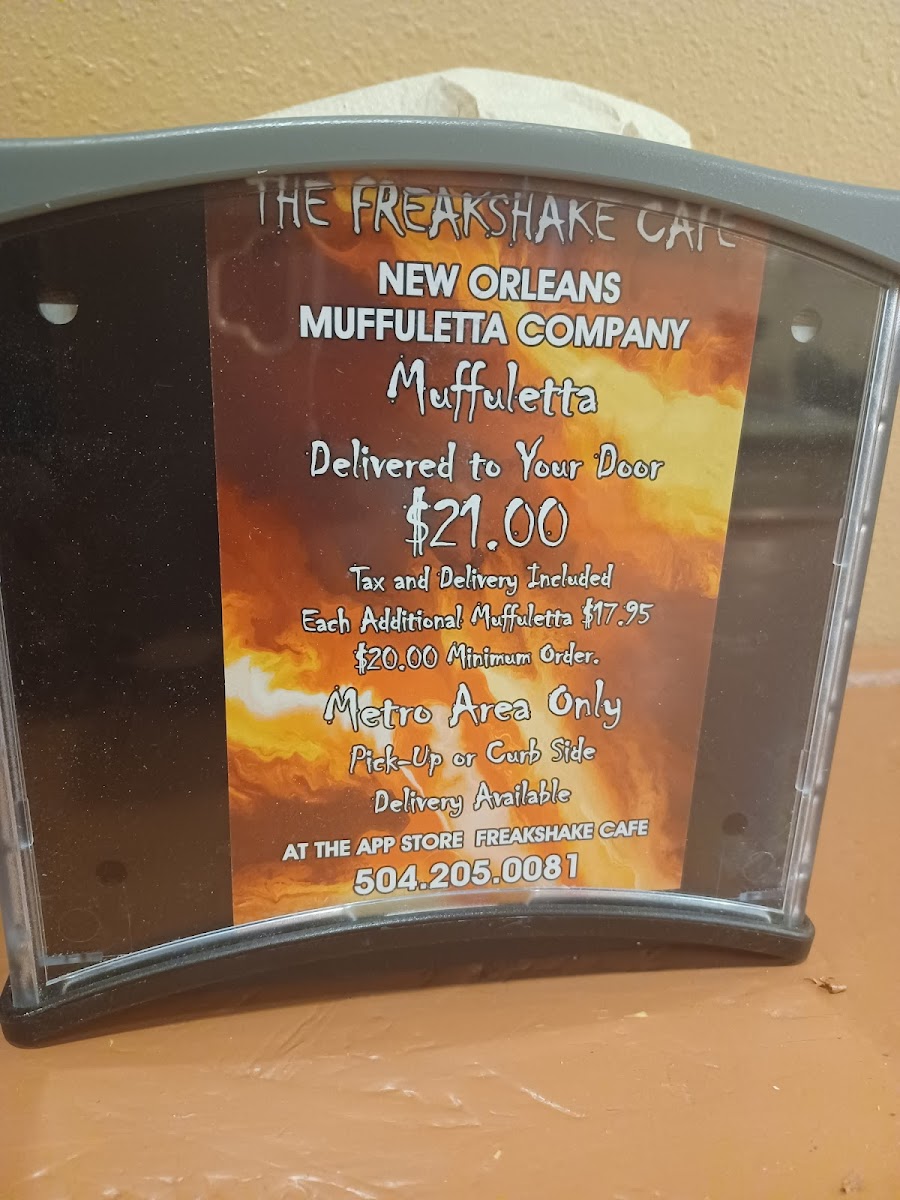 THE FREAKSHAKE CAFE
NEW ORLEANS
MUFFULETTA COMPANY
Muffuletta
Delivered to Your Door
$21.00
Tax and Delivery Included
Each Additional Muffuletta $17.95
$20.00 Minimum Order.
Metro Area Only
Pick-Up or Curb Side
Delivery Available
AT THE APP STORE FREAKSHAKE CAFE
504.205.0081